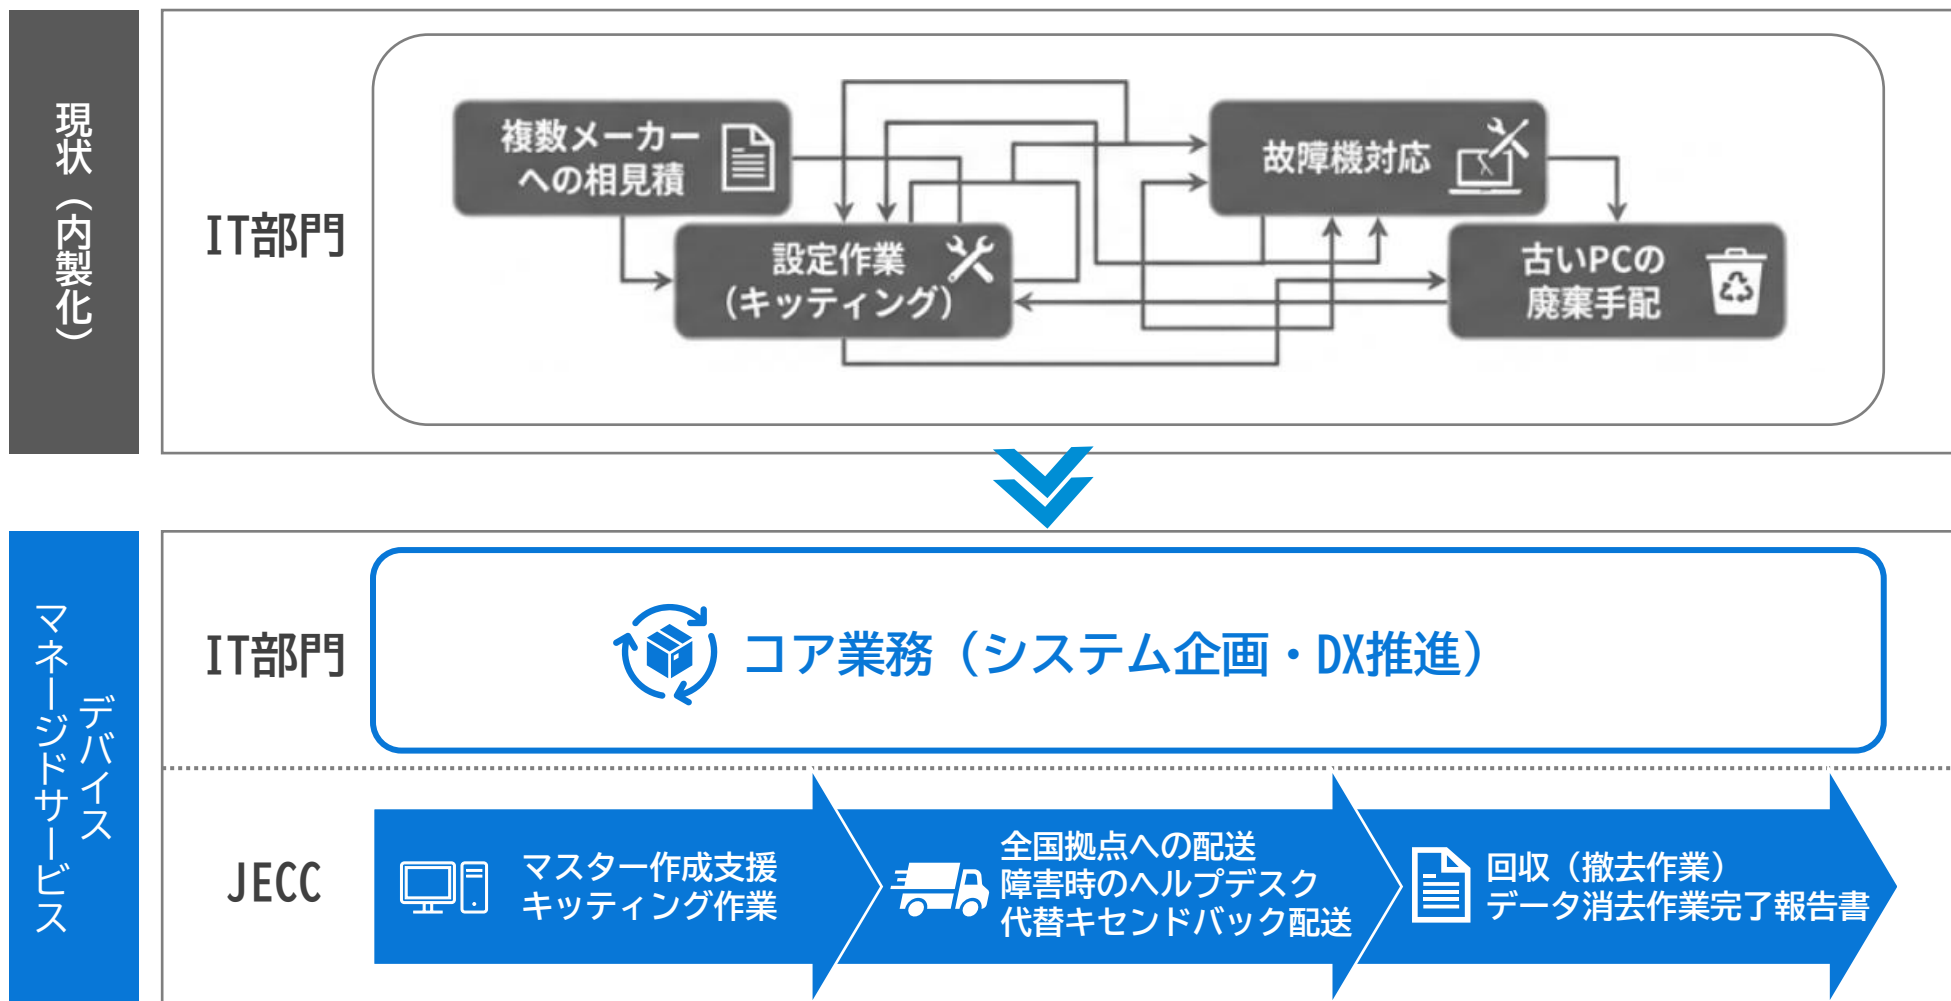 現状（内製化）
IT部門
複数メーカー
への相見積
設定作業
（キッティング）
故障機対応
古いPCの
廃棄手配
デバイス
マネージドサービス
IT部門
コア業務（システム企画・DX推進）
JECC
マスター作成支援
キッティング作業
全国拠点への配送
障害時のヘルプデスク
代替キセンドバック配送
回収（撤去作業）
データ消去作業完了報告書